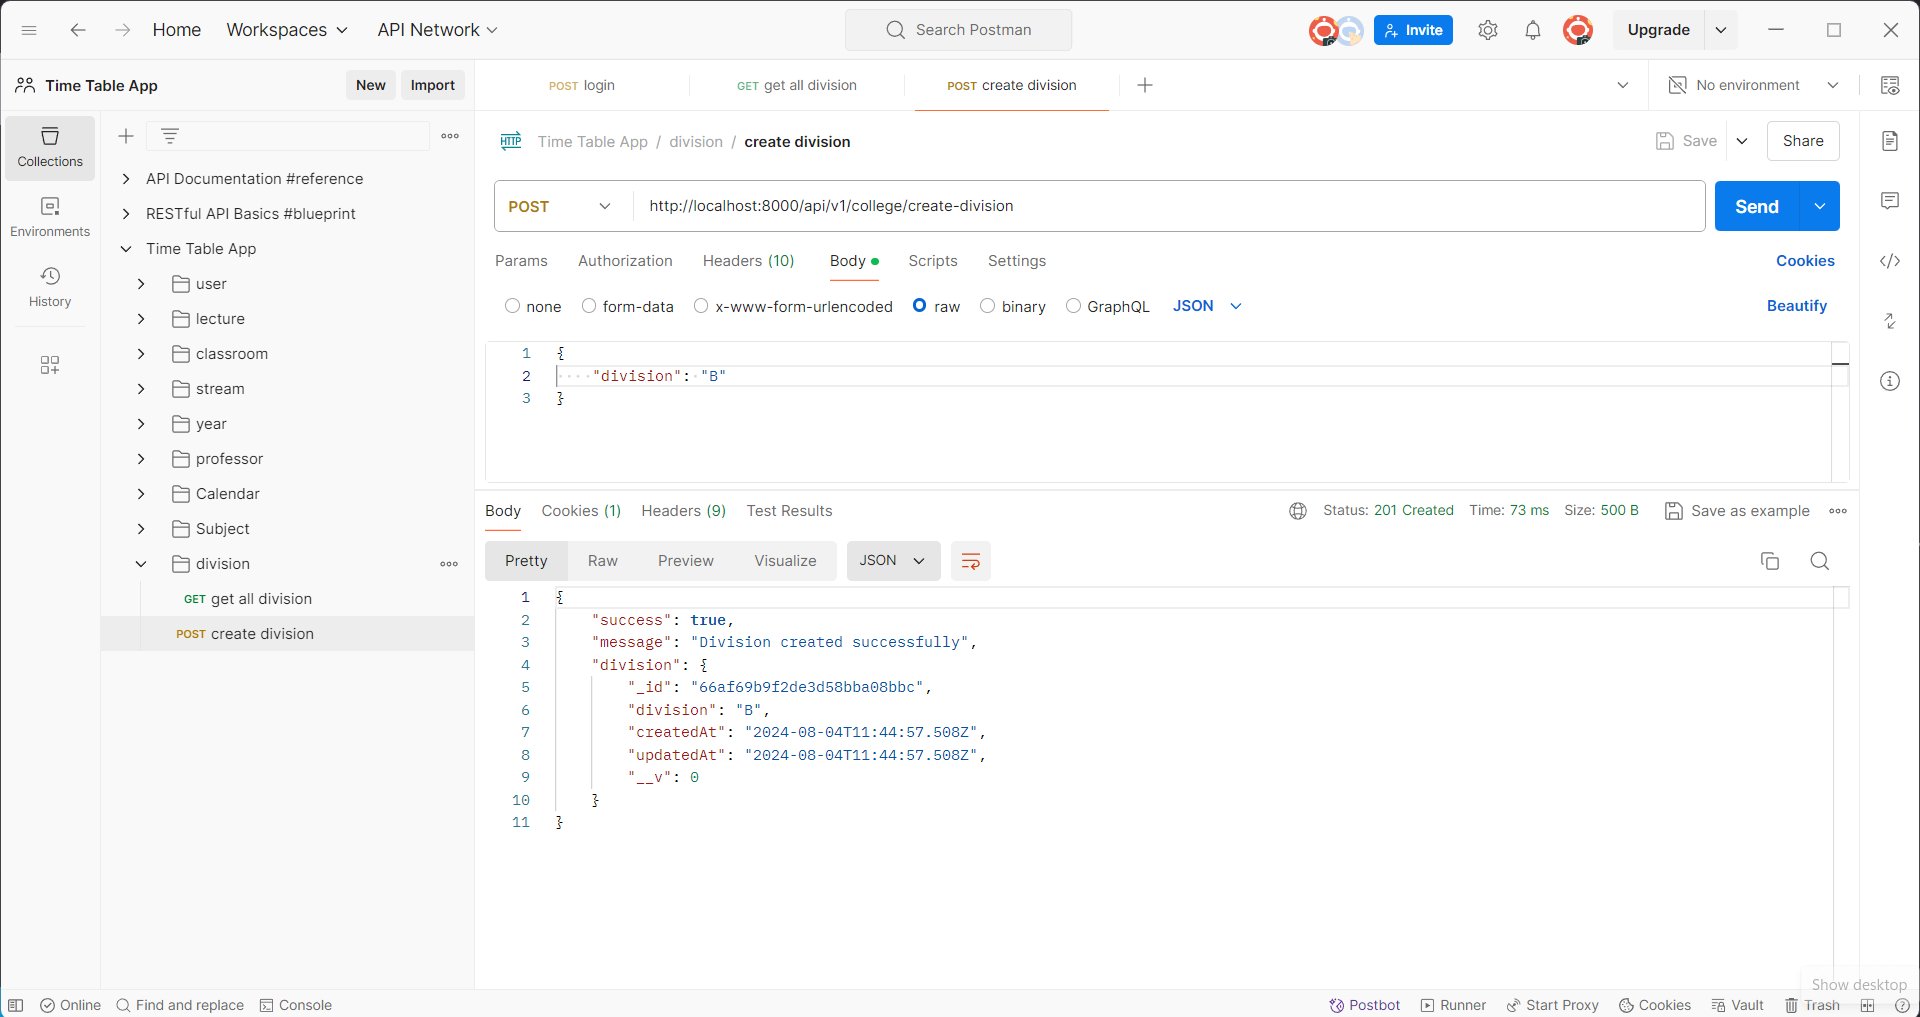 Home Workspaces API Network Search Postman Invite Upgrade
Time Table App New Import POST login GET get all division POST create division No environment
Collections
Environments
History
API Documentation #reference
RESTful API Basics #blueprint
Time Table App
user
lecture
classroom
stream
year
professor
Calendar
Subject
division
GET get all division
POST create division
HTTP Time Table App / division / create division Save Share
POST http://localhost:8000/api/v1/college/create-division Send
Params Authorization Headers (10) Body Scripts Settings Cookies
none form-data x-www-form-urlencoded raw binary GraphQL JSON Beautify
1 {
2 "division": "B"
3 }
Body Cookies (1) Headers (9) Test Results Status: 201 Created Time: 73 ms Size: 500 B Save as example
Pretty Raw Preview Visualize JSON
1 {
2 "success": true,
3 "message": "Division created successfully",
4 "division": {
5 "_id": "66af69b9f2de3d58bba08bbc",
6 "division": "B",
7 "createdAt": "2024-08-04T11:44:57.508Z",
8 "updatedAt": "2024-08-04T11:44:57.508Z",
9 "__v": 0
10 }
11 }
Show desktop
Online Find and replace Console Postbot Runner Start Proxy Cookies Vault Trash